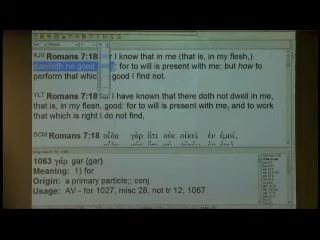 KJV Romans 7:18 For I know that in me (that is, in my flesh,)
dwelleth no good for to will is present with me; but how to
perform that which good I find not.
YLT Romans 7:18 for I have known that there doth not dwell in me,
that is, in my flesh, good: for to will is present with me, and to work
that which is right I do not find,
SCM Romans 7:18 οἶδα γὰρ ὅτι οὐκ οἰκεῖ ἐν ἐμοί,
1063 γάρ gar {gar}
Meaning: 1) for
Origin: a primary particle;; conj
Usage: AV - for 1027, misc 28, not tr 12; 1067